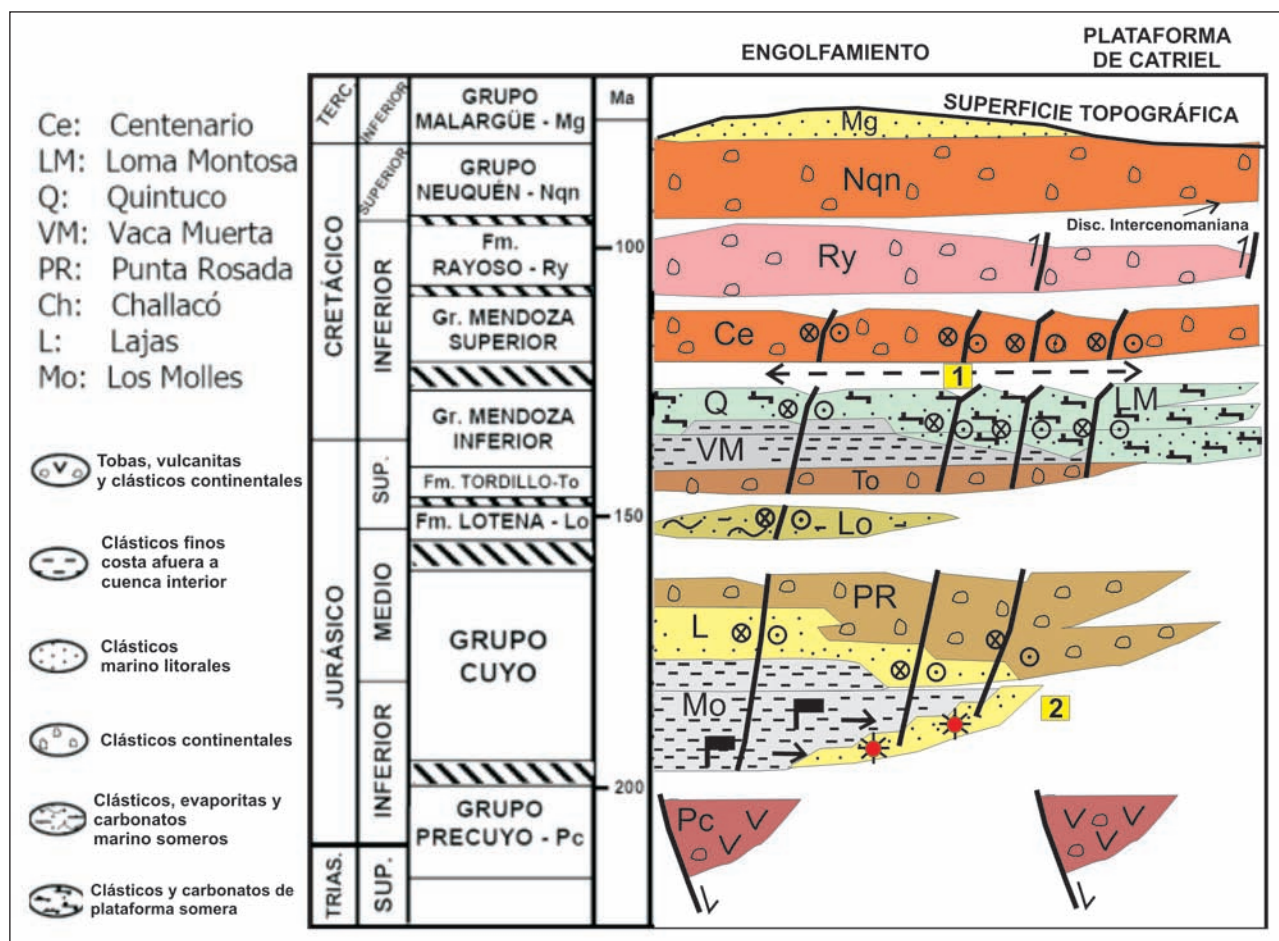 ENGOLFAMIENTO
PLATAFORMA
DE CATRIEL
Ce: Centenario
LM: Loma Montosa
Q: Quintuco
VM: Vaca Muerta
PR: Punta Rosada
Ch: Challacó
L: Lajas
Mo: Los Molles
Tobas, vulcanitas
y clásticos continentales
Clásticos finos
costa afuera a
cuenca interior
Clásticos
marino litorales
Clásticos continentales
Clásticos, evaporitas y
carbonatos
marino someros
Clásticos y carbonatos de
plataforma somera
TERC.
INFERIOR
CRETÁCICO
SUPERIOR
INFERIOR
JURÁSICO
SUP.
MEDIO
INFERIOR
TRIAS.
SUP.
GRUPO
MALARGÜE - Mg
GRUPO
NEUQUÉN - Nqn
Fm.
RAYOSO - Ry
Gr. MENDOZA
SUPERIOR
Gr. MENDOZA
INFERIOR
Fm. TORDILLO-To
Fm. LOTENA - Lo
GRUPO
CUYO
GRUPO
PRECUYO - Pc
Ma
100
150
200
SUPERFICIE TOPOGRÁFICA
Mg
Nqn
Disc. Intercenomaniana
Ry
Ce
1
Q
LM
VM
To
Lo
PR
L
Mo
2
Pc